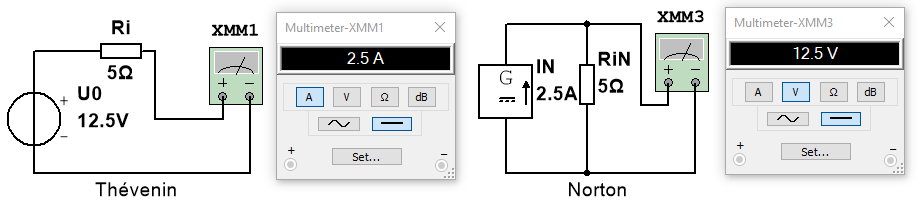 Ri
5Ω
U0
12.5V
+
−
XMM1
+ −
Thévenin
Multimeter-XMM1 ×
2.5 A
A V Ω dB
+ −
Set...
G
IN
2.5A
RiN
5Ω
XMM3
+ −
Norton
Multimeter-XMM3 ×
12.5 V
A V Ω dB
+ −
Set...